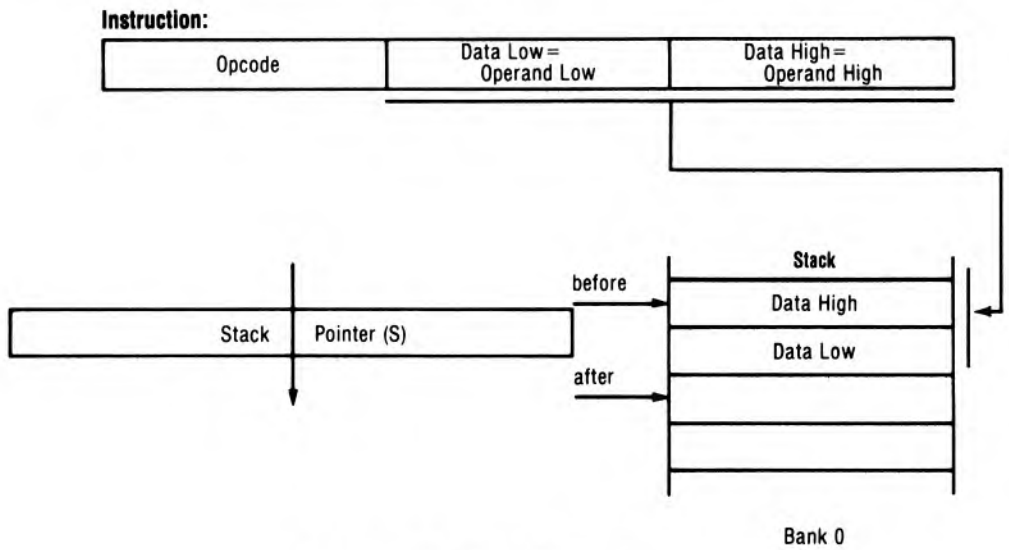 Instruction:
Opcode
Data Low=
Operand Low
Data High=
Operand High
Stack
before
Data High
Stack Pointer (S)
Data Low
after
Bank 0